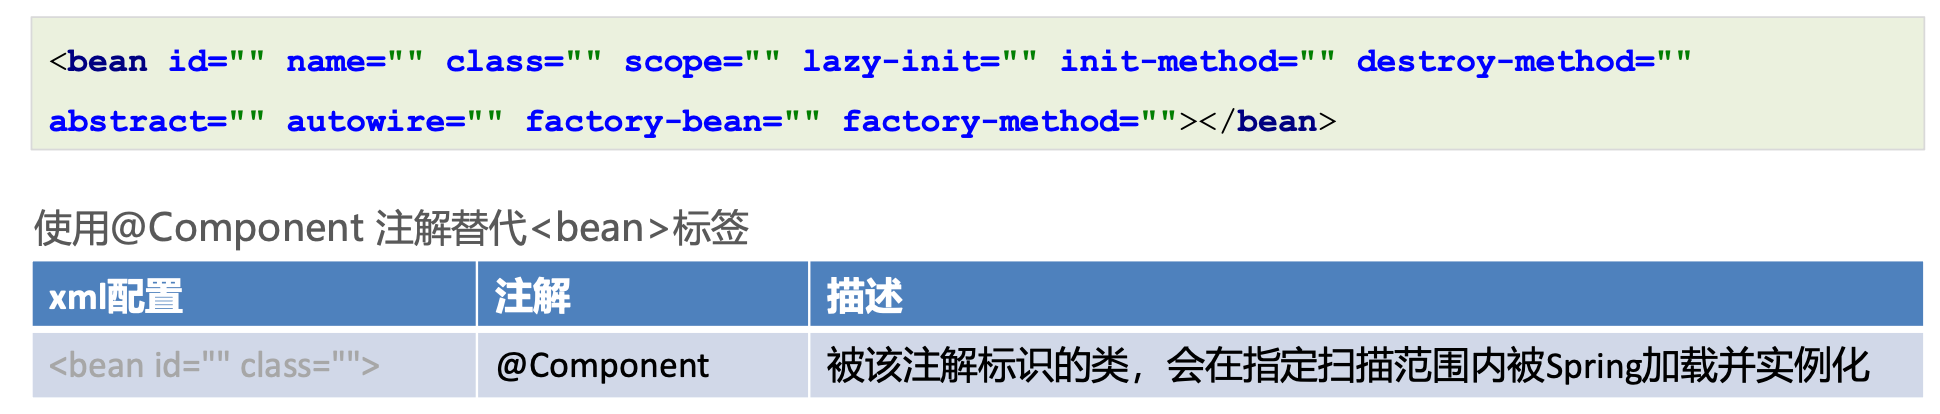 <bean id="" name="" class="" scope="" lazy-init="" init-method="" destroy-method=""
abstract="" autowire="" factory-bean="" factory-method=""></bean>
使用@Component 注解替代<bean>标签
xml配置 注解 描述
<bean id="" class=""> @Component 被该注解标识的类，会在指定扫描范围内被Spring加载并实例化